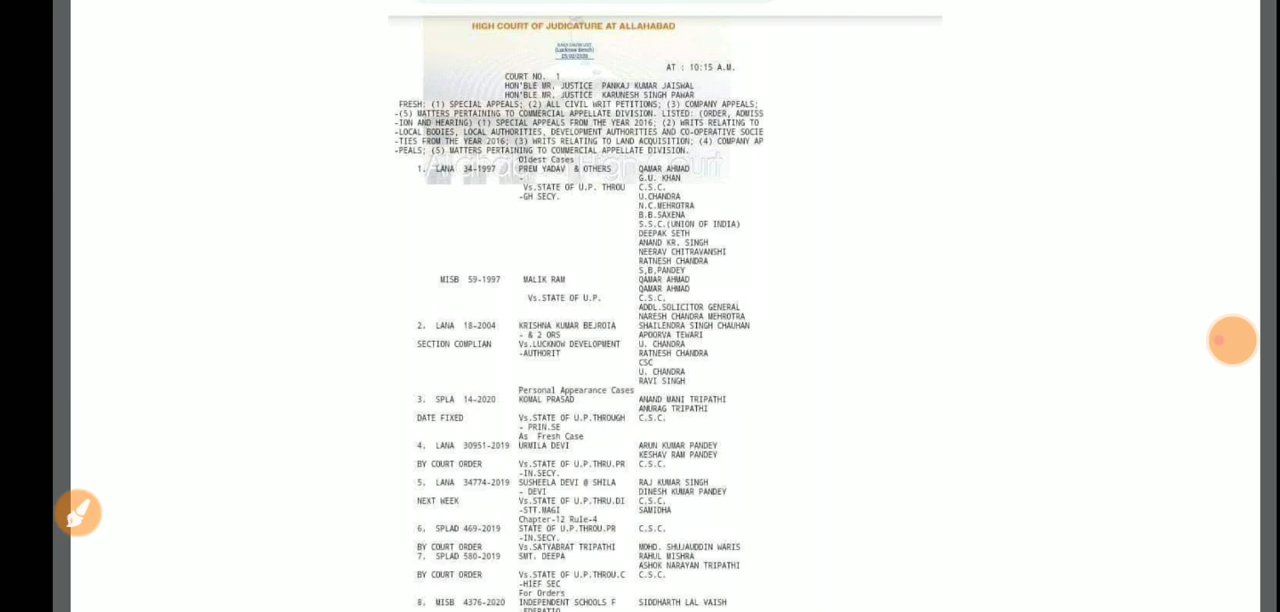 HIGH COURT OF JUDICATURE AT ALLAHABAD
DAILY CAUSE LIST
(Lucknow Bench)
25/02/2020
AT : 10:15 A.M.
COURT NO. 1
HON'BLE MR. JUSTICE PANKAJ KUMAR JAISWAL
HON'BLE MR. JUSTICE KARUNESH SINGH PAWAR
FRESH: (1) SPECIAL APPEALS; (2) ALL CIVIL WRIT PETITIONS; (3) COMPANY APPEALS;
-(5) MATTERS PERTAINING TO COMMERCIAL APPELLATE DIVISION. LISTED: (ORDER, ADMISS
-ION AND HEARING) (1) SPECIAL APPEALS FROM THE YEAR 2016; (2) WRITS RELATING TO
-LOCAL BODIES, LOCAL AUTHORITIES, DEVELOPMENT AUTHORITIES AND CO-OPERATIVE SOCIE
-TIES FROM THE YEAR 2016; (3) WRITS RELATING TO LAND ACQUISITION; (4) COMPANY AP
-PEALS; (5) MATTERS PERTAINING TO COMMERCIAL APPELLATE DIVISION.
Oldest Cases
1. LANA 34-1997 PREM YADAV & OTHERS QAMAR AHMAD
- G.U. KHAN
Vs.STATE OF U.P. THROU C.S.C.
-GH SECY. U.CHANDRA
N.C.MEHROTRA
B.B.SAXENA
S.S.C.(UNION OF INDIA)
DEEPAK SETH
ANAND KR. SINGH
NEERAV CHITRAVANSHI
RATNESH CHANDRA
S,B,PANDEY
MISB 59-1997 MALIK RAM QAMAR AHMAD
QAMAR AHMAD
Vs.STATE OF U.P. C.S.C.
ADDL.SOLICITOR GENERAL
NARESH CHANDRA MEHROTRA
2. LANA 18-2004 KRISHNA KUMAR BEJROIA SHAILENDRA SINGH CHAUHAN
- & 2 ORS APOORVA TEWARI
SECTION COMPLIAN Vs.LUCKNOW DEVELOPMENT U. CHANDRA
-AUTHORIT RATNESH CHANDRA
CSC
U. CHANDRA
RAVI SINGH
Personal Appearance Cases
3. SPLA 14-2020 KOMAL PRASAD ANAND MANI TRIPATHI
ANURAG TRIPATHI
DATE FIXED Vs.STATE OF U.P.THROUGH C.S.C.
- PRIN.SE
As Fresh Case
4. LANA 30951-2019 URMILA DEVI ARUN KUMAR PANDEY
KESHAV RAM PANDEY
BY COURT ORDER Vs.STATE OF U.P.THRU.PR C.S.C.
-IN.SECY.
5. LANA 34774-2019 SUSHEELA DEVI @ SHILA RAJ KUMAR SINGH
- DEVI DINESH KUMAR PANDEY
NEXT WEEK Vs.STATE OF U.P.THRU.DI C.S.C.
-STT.MAGI SAMIDHA
Chapter-12 Rule-4
6. SPLAD 469-2019 STATE OF U.P.THROU.PR C.S.C.
-IN.SECY.
BY COURT ORDER Vs.SATYABRAT TRIPATHI MOHD. SHUJAUDDIN WARIS
7. SPLAD 580-2019 SMT. DEEPA RAHUL MISHRA
ASHOK NARAYAN TRIPATHI
BY COURT ORDER Vs.STATE OF U.P.THROU.C C.S.C.
-HIEF SEC
For Orders
8. MISB 4376-2020 INDEPENDENT SCHOOLS F SIDDHARTH LAL VAISH